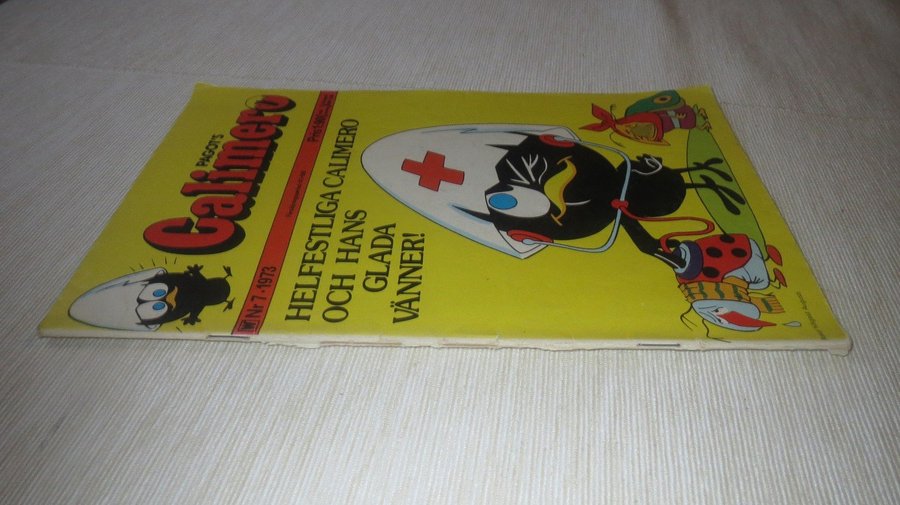 PAGOT'S
Calimero
Nr 7 • 1973
HELFESTLIGA CALIMERO
OCH HANS
GLADA
VÄNNER!